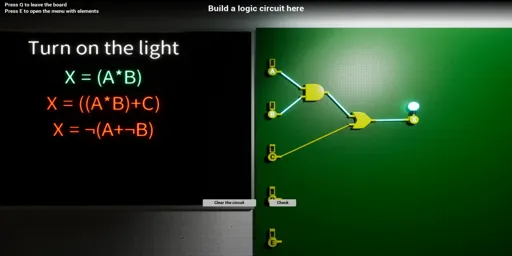 Press Q to leave the board
Press E to open the menu with elements
Build a logic circuit here
Turn on the light
X = (A*B)
X = ((A*B)+C)
X = ¬(A+¬B)
A
B
Clear the circuit
Check
E